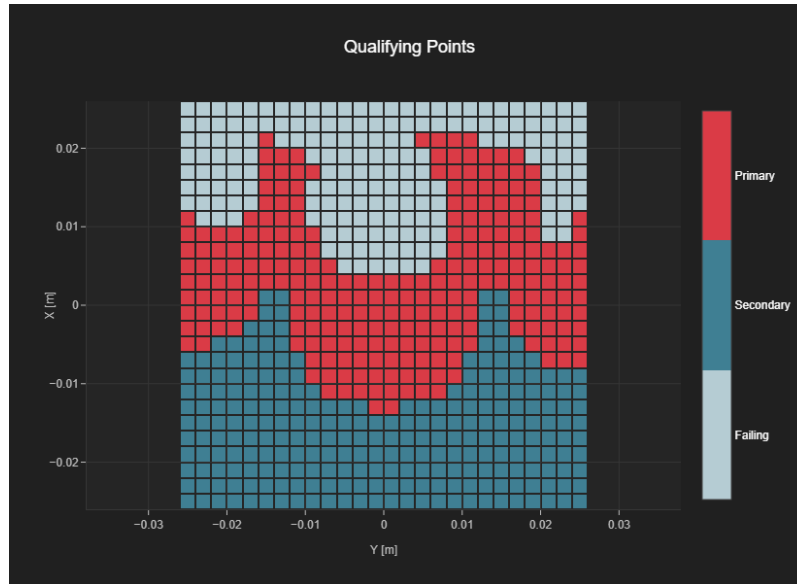 Qualifying Points
Primary
Secondary
Failing
0.02
0.01
0
−0.01
−0.02
X [m]
−0.03
−0.02
−0.01
0
0.01
0.02
0.03
Y [m]